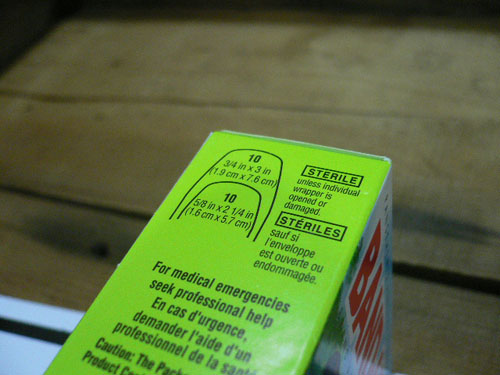 10
3/4 in x 3 in
(1.9 cm x 7.6 cm)
10
5/8 in x 2 1/4 in
(1.6 cm x 5.7 cm)
STERILE
unless individual
wrapper is
opened or
damaged.
STÉRILES
sauf si
l'enveloppe
est ouverte ou
endommagée.
For medical emergencies
seek professional help
En cas d'urgence,
demander l'aide d'un
professionnel de la santé
Caution: The
Product